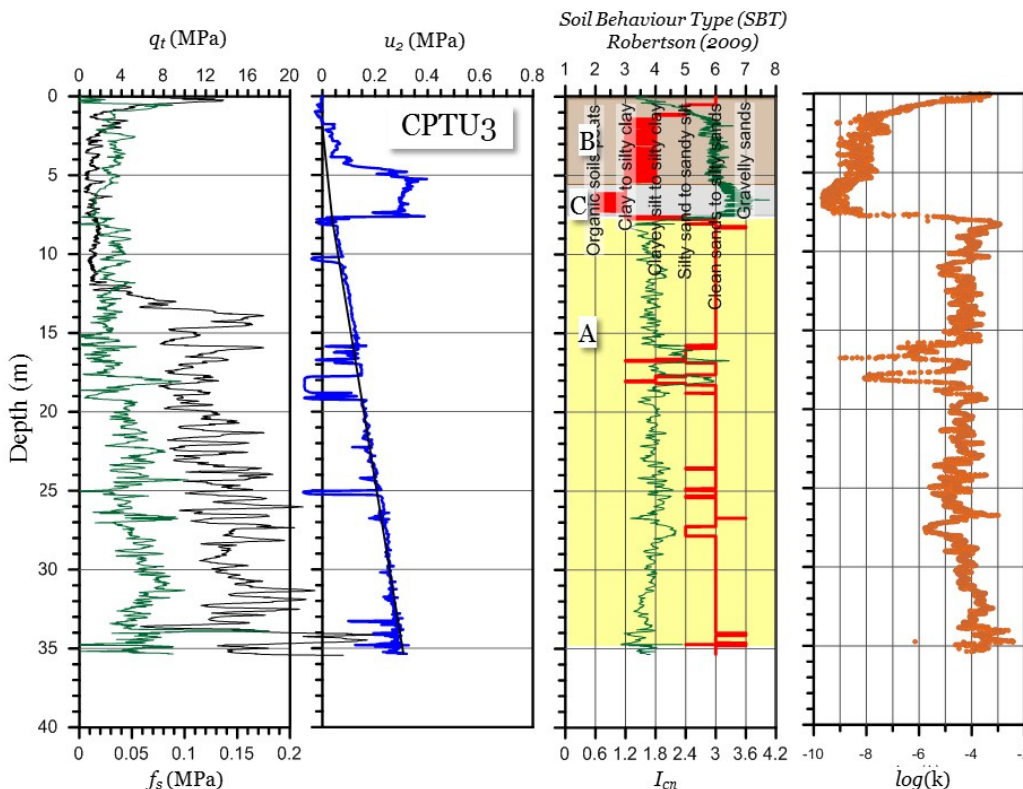 q_t (MPa)
0 4 8 12 16 20
u_2 (MPa)
0 0.2 0.4 0.6 0.8
Soil Behaviour Type (SBT)
Robertson (2009)
1 2 3 4 5 6 7 8
CPTU3
Depth (m)
0
5
10
15
20
25
30
35
40
B
C
A
Organic soils peats
Clay to silty clay
Clayey silt to silty clay
Silty sand to sandy silt
Clean sands to silty sands
Gravelly sands
0 0.05 0.1 0.15 0.2
f_s (MPa)
0 0.6 1.2 1.8 2.4 3 3.6 4.2
I_cn
-10 -8 -6 -4 -2
log(k)